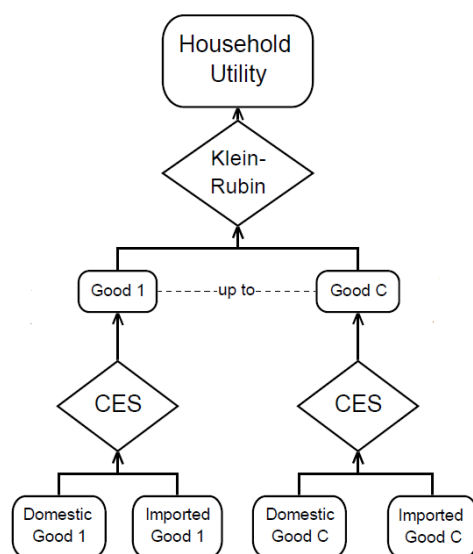 Household
Utility
Klein-
Rubin
Good 1
up to
Good C
CES
CES
Domestic
Good 1
Imported
Good 1
Domestic
Good C
Imported
Good C